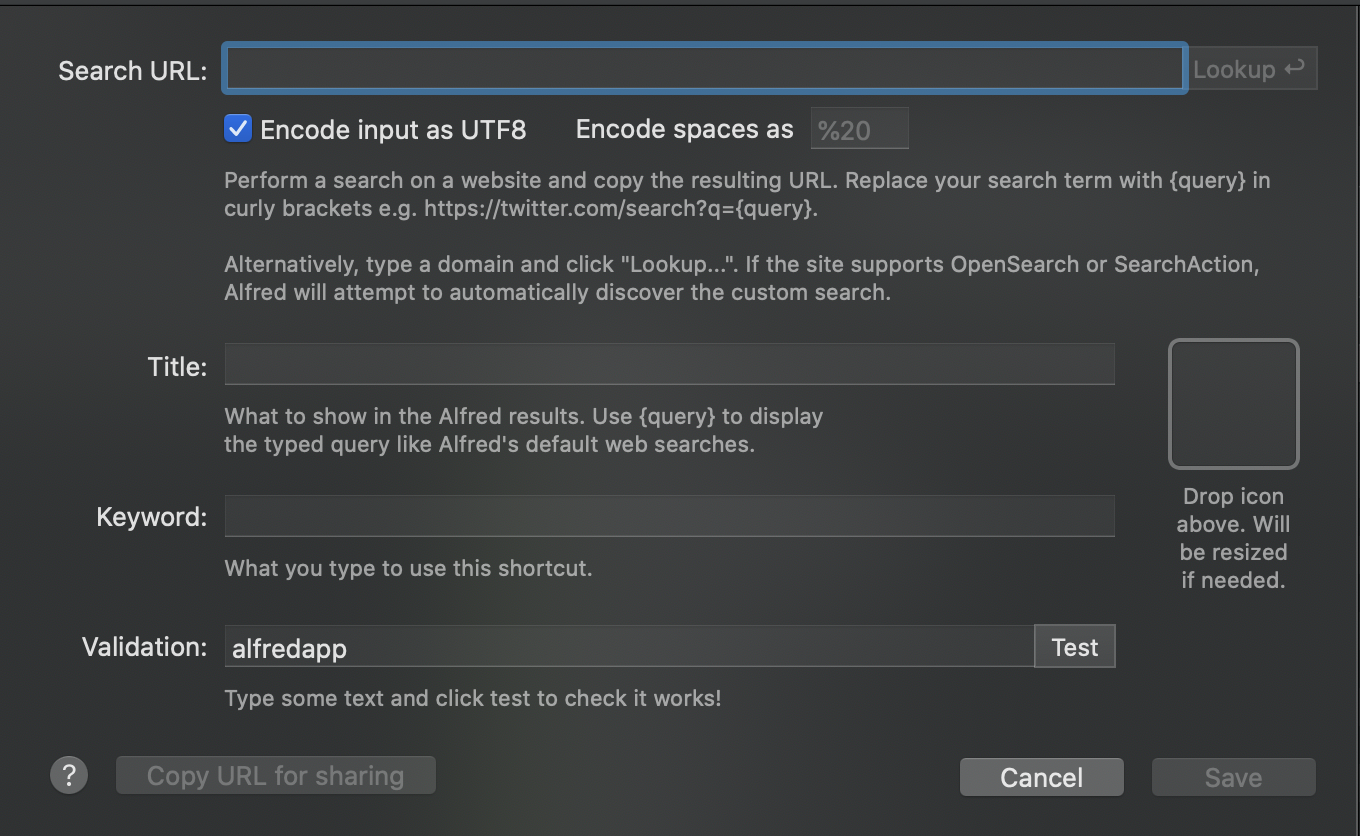 Search URL: Lookup ↩
Encode input as UTF8 Encode spaces as %20
Perform a search on a website and copy the resulting URL. Replace your search term with {query} in
curly brackets e.g. https://twitter.com/search?q={query}.
Alternatively, type a domain and click "Lookup...". If the site supports OpenSearch or SearchAction,
Alfred will attempt to automatically discover the custom search.
Title:
What to show in the Alfred results. Use {query} to display
the typed query like Alfred's default web searches.
Keyword:
What you type to use this shortcut.
Drop icon
above. Will
be resized
if needed.
Validation: alfredapp Test
Type some text and click test to check it works!
? Copy URL for sharing Cancel Save